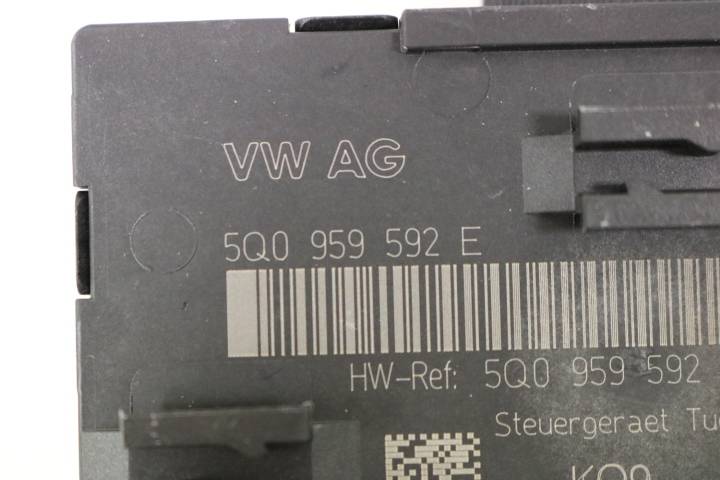 VW AG
5Q0 959 592 E
HW-Ref: 5Q0 959 592
Steuergeraet